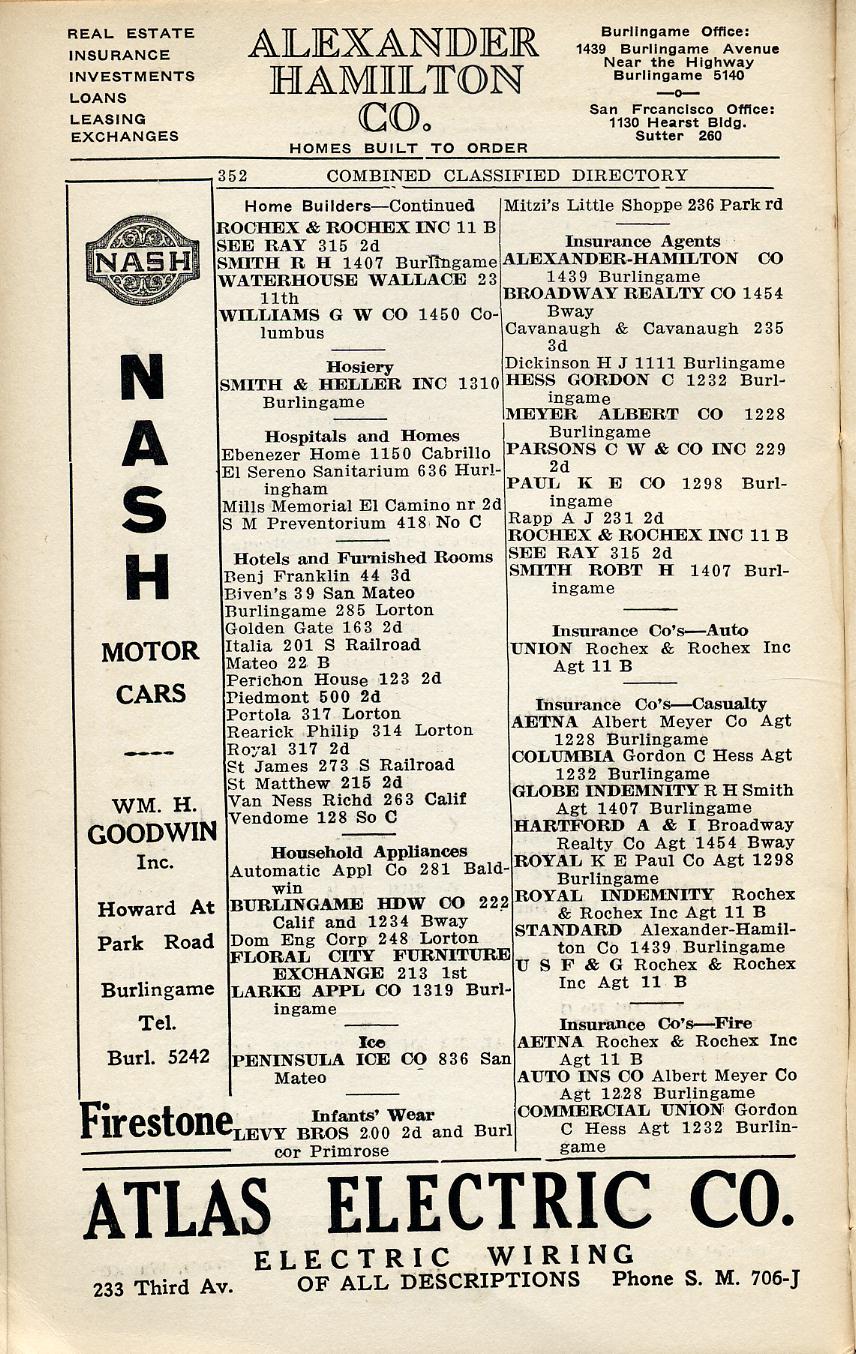 REAL ESTATE
INSURANCE
INVESTMENTS
LOANS
LEASING
EXCHANGES
ALEXANDER
HAMILTON
CO.
HOMES BUILT TO ORDER
Burlingame Office:
1439 Burlingame Avenue
Near the Highway
Burlingame 5140
—o—
San Frcancisco Office:
1130 Hearst Bldg.
Sutter 260
352 COMBINED CLASSIFIED DIRECTORY
NASH
N
A
S
H
MOTOR
CARS
WM. H.
GOODWIN
Inc.
Howard At
Park Road
Burlingame
Tel.
Burl. 5242
Firestone
Home Builders—Continued
ROCHEX & ROCHEX INC 11 B
SEE RAY 315 2d
SMITH R H 1407 Burlingame
WATERHOUSE WALLACE 23
11th
WILLIAMS G W CO 1450 Co-
lumbus
Hosiery
SMITH & HELLER INC 1310
Burlingame
Hospitals and Homes
Ebenezer Home 1150 Cabrillo
El Sereno Sanitarium 636 Hurl-
ingham
Mills Memorial El Camino nr 2d
S M Preventorium 418 No C
Hotels and Furnished Rooms
Benj Franklin 44 3d
Biven's 39 San Mateo
Burlingame 285 Lorton
Golden Gate 163 2d
Italia 201 S Railroad
Mateo 22 B
Perichon House 123 2d
Piedmont 500 2d
Portola 317 Lorton
Rearick Philip 314 Lorton
Royal 317 2d
St James 273 S Railroad
St Matthew 215 2d
Van Ness Richd 263 Calif
Vendome 128 So C
Household Appliances
Automatic Appl Co 281 Bald-
win
BURLINGAME HDW CO 222
Calif and 1234 Bway
Dom Eng Corp 248 Lorton
FLORAL CITY FURNITURE
EXCHANGE 213 1st
LARKE APPL CO 1319 Burl-
ingame
Ice
PENINSULA ICE CO 836 San
Mateo
Infants' Wear
LEVY BROS 200 2d and Burl
cor Primrose
Mitzi's Little Shoppe 236 Park rd
Insurance Agents
ALEXANDER-HAMILTON CO
1439 Burlingame
BROADWAY REALTY CO 1454
Bway
Cavanaugh & Cavanaugh 235
3d
Dickinson H J 1111 Burlingame
HESS GORDON C 1232 Burl-
ingame
MEYER ALBERT CO 1228
Burlingame
PARSONS C W & CO INC 229
2d
PAUL K E CO 1298 Burl-
ingame
Rapp A J 231 2d
ROCHEX & ROCHEX INC 11 B
SEE RAY 315 2d
SMITH ROBT H 1407 Burl-
ingame
Insurance Co's—Auto
UNION Rochex & Rochex Inc
Agt 11 B
Insurance Co's—Casualty
AETNA Albert Meyer Co Agt
1228 Burlingame
COLUMBIA Gordon C Hess Agt
1232 Burlingame
GLOBE INDEMNITY R H Smith
Agt 1407 Burlingame
HARTFORD A & I Broadway
Realty Co Agt 1454 Bway
ROYAL K E Paul Co Agt 1298
Burlingame
ROYAL INDEMNITY Rochex
& Rochex Inc Agt 11 B
STANDARD Alexander-Hamil-
ton Co 1439 Burlingame
U S F & G Rochex & Rochex
Inc Agt 11 B
Insurance Co's—Fire
AETNA Rochex & Rochex Inc
Agt 11 B
AUTO INS CO Albert Meyer Co
Agt 1228 Burlingame
COMMERCIAL UNION Gordon
C Hess Agt 1232 Burlin-
game
ATLAS ELECTRIC CO.
ELECTRIC WIRING
233 Third Av. OF ALL DESCRIPTIONS Phone S. M. 706-J